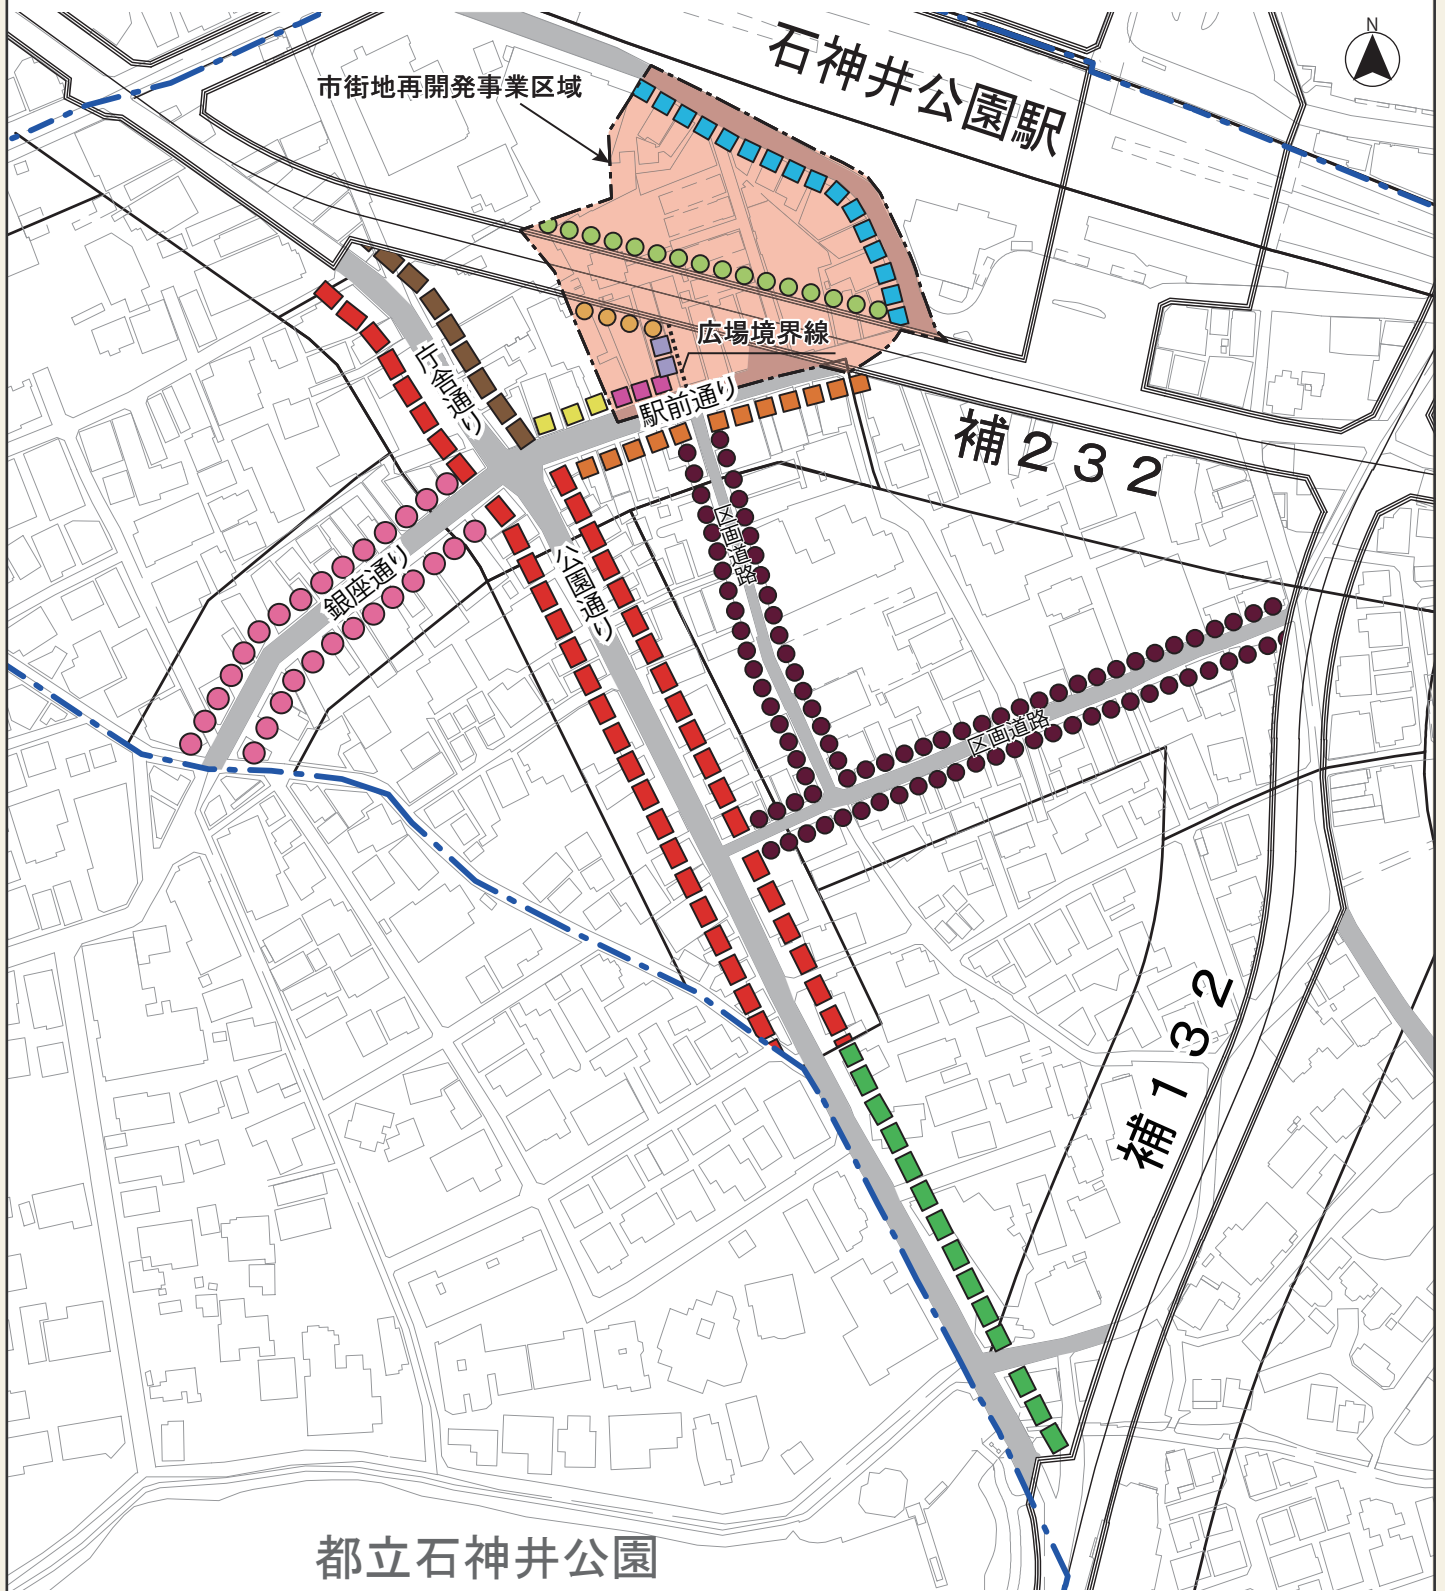 N
石神井公園駅
市街地再開発事業区域
広場境界線
庁舎通り
駅前通り
補232
区画道路
公園通り
銀座通り
区画道路
補132
都立石神井公園